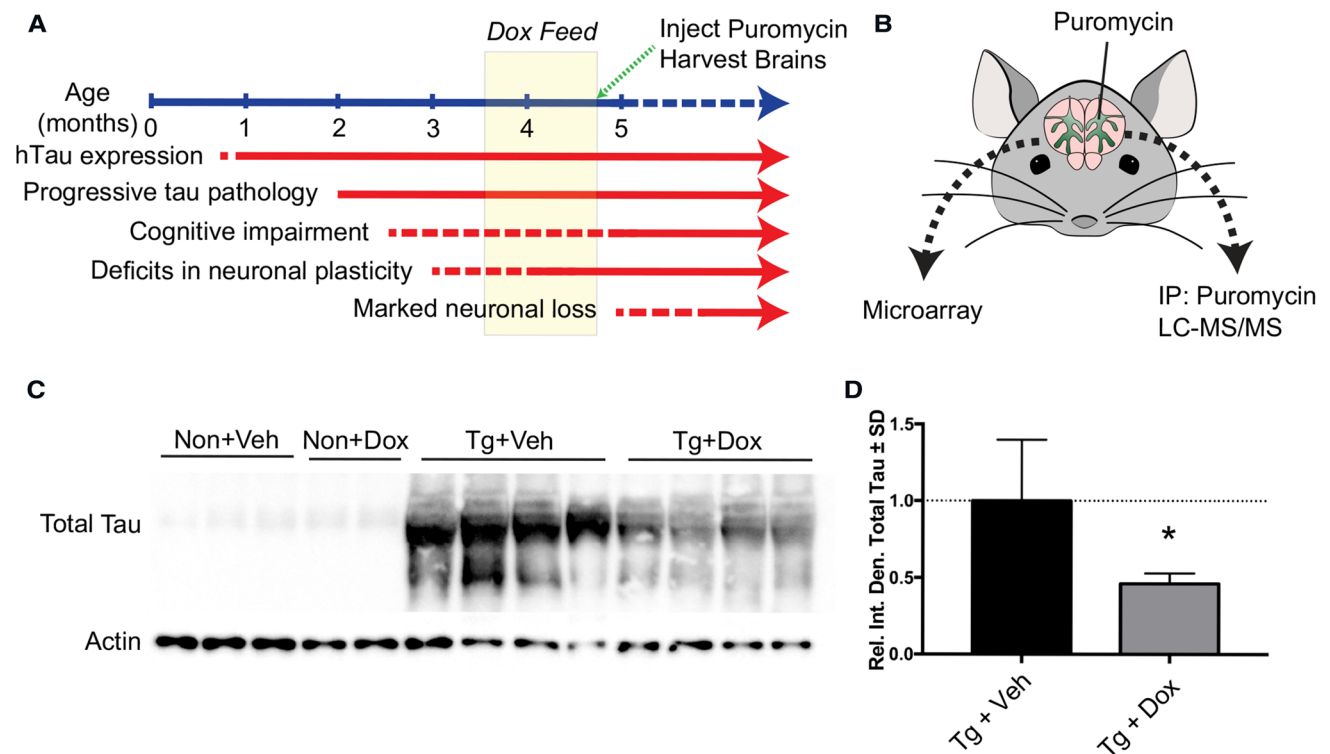 A
Dox Feed
Inject Puromycin
Harvest Brains
Age
(months)
0 1 2 3 4 5
hTau expression
Progressive tau pathology
Cognitive impairment
Deficits in neuronal plasticity
Marked neuronal loss
B
Puromycin
Microarray
IP: Puromycin
LC-MS/MS
C
Non+Veh Non+Dox Tg+Veh Tg+Dox
Total Tau
Actin
D
Rel. Int. Den. Total Tau ± SD
1.5
1.0
0.5
0.0
*
Tg + Veh
Tg + Dox